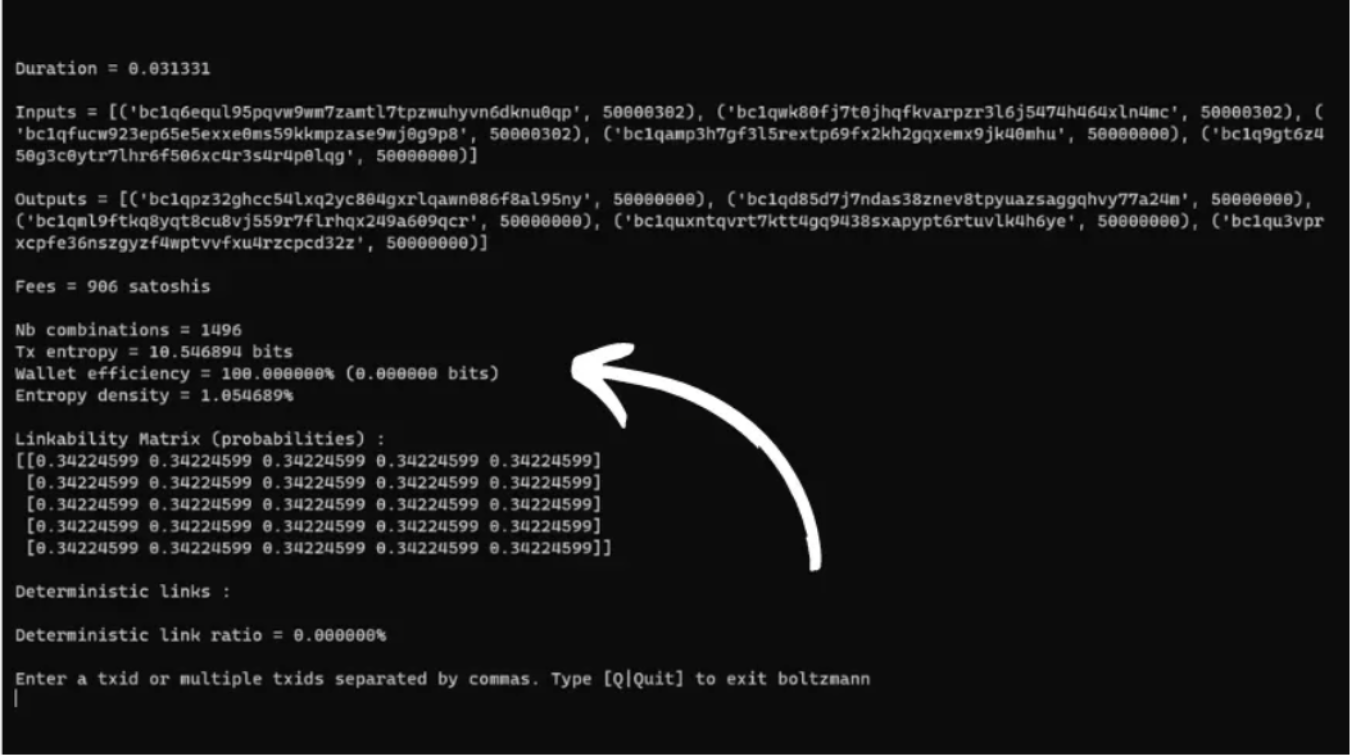 Duration = 0.031331
Inputs = [('bc1q6equl95pqvw9wm7zamtl7tpzwuhyvn6dknu0qp', 50000302), ('bc1qwk80fj7t0jhqfkvarpzr3l6j5474h464xln4mc', 50000302), (
'bc1qfucw923ep65e5exxe0ms59kkmpzase9wj0g9p8', 50000302), ('bc1qamp3h7gf3l5rextp69fx2kh2gqxemx9jk40mhu', 50000000), ('bc1q9gt6z4
50g3c0ytr7lhr6f506xc4r3s4r4p0lqg', 50000000)]
Outputs = [('bc1qpz32ghcc54lxq2yc804gxrlqawn086f8al95ny', 50000000), ('bc1qd85d7j7ndas38znev8tpyuazsaggqhvy77a24m', 50000000),
('bc1qml9ftkq8yqt8cu8vj559r7flrhqx249a609qcr', 50000000), ('bc1quxntqvrt7ktt4gq9438sxapypt6rtuvlk4h6ye', 50000000), ('bc1qu3vpr
xcpfe36nszgyzf4wptvvfxu4rzcpcd32z', 50000000)]
Fees = 906 satoshis
Nb combinations = 1496
Tx entropy = 10.546894 bits
Wallet efficiency = 100.000000% (0.000000 bits)
Entropy density = 1.054689%
Linkability Matrix (probabilities) :
[[0.34224599 0.34224599 0.34224599 0.34224599 0.34224599]
[0.34224599 0.34224599 0.34224599 0.34224599 0.34224599]
[0.34224599 0.34224599 0.34224599 0.34224599 0.34224599]
[0.34224599 0.34224599 0.34224599 0.34224599 0.34224599]
[0.34224599 0.34224599 0.34224599 0.34224599 0.34224599]]
Deterministic links :
Deterministic link ratio = 0.000000%
Enter a txid or multiple txids separated by commas. Type [Q|Quit] to exit boltzmann